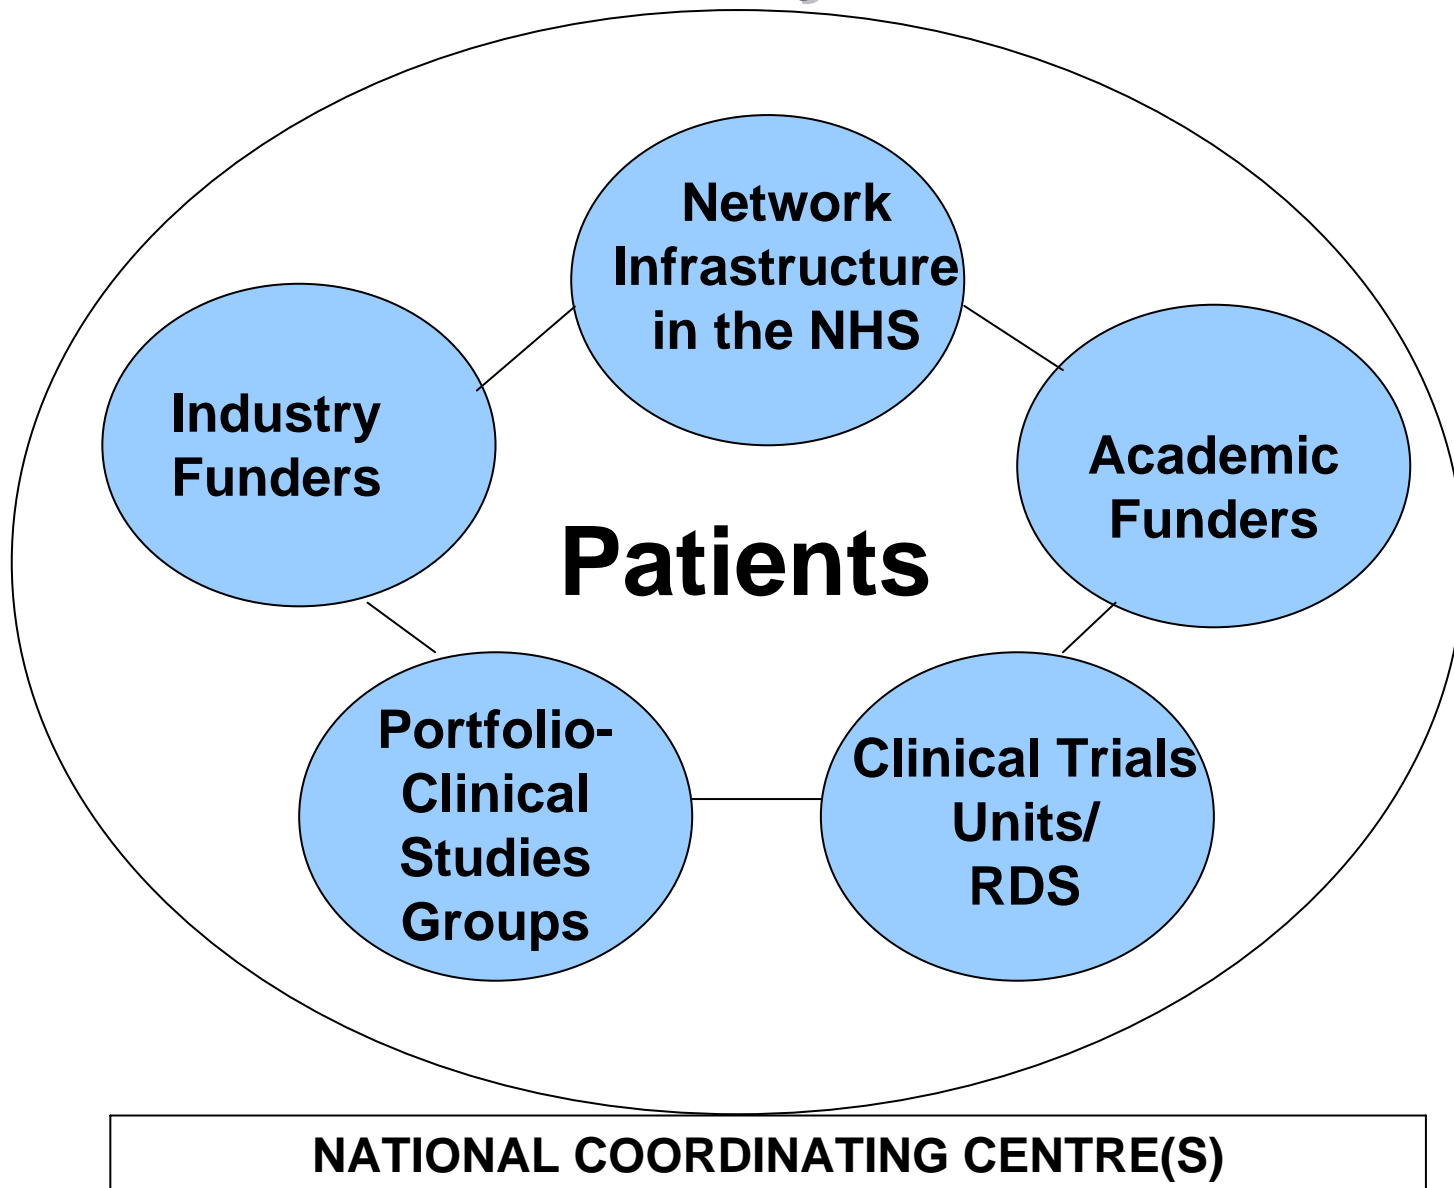 Network
Infrastructure
in the NHS
Industry
Funders
Academic
Funders
Patients
Portfolio-
Clinical
Studies
Groups
Clinical Trials
Units/
RDS
NATIONAL COORDINATING CENTRE(S)